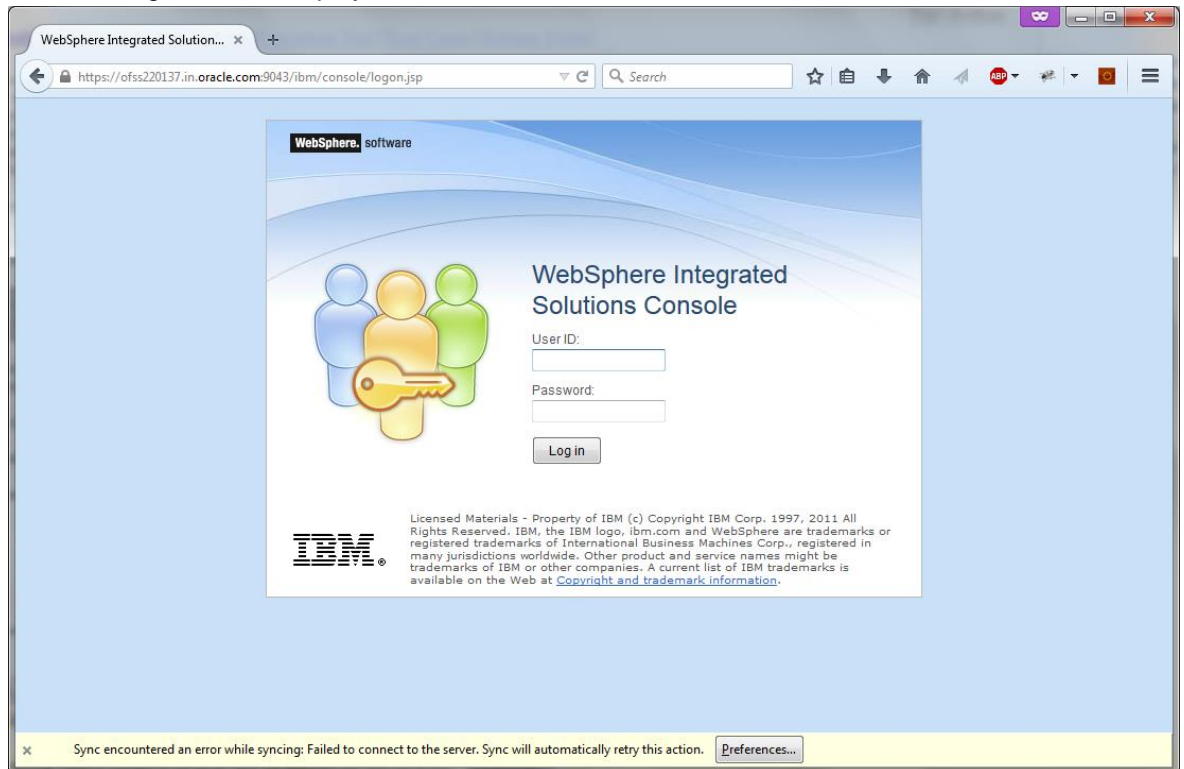 WebSphere Integrated Solution... × +
https://ofss220137.in.oracle.com:9043/ibm/console/logon.jsp
Search
ABP
WebSphere. software
WebSphere Integrated
Solutions Console
User ID:
Password:
Log in
Licensed Materials - Property of IBM (c) Copyright IBM Corp. 1997, 2011 All
Rights Reserved. IBM, the IBM logo, ibm.com and WebSphere are trademarks or
registered trademarks of International Business Machines Corp., registered in
many jurisdictions worldwide. Other product and service names might be
trademarks of IBM or other companies. A current list of IBM trademarks is
available on the Web at Copyright and trademark information.
IBM®
× Sync encountered an error while syncing: Failed to connect to the server. Sync will automatically retry this action. Preferences...